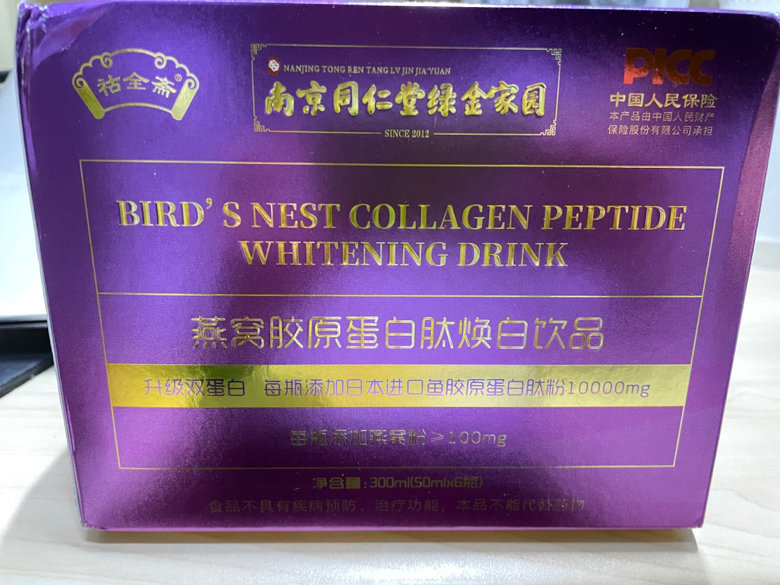 祜全斋®
NANJING TONG REN TANG LV JIN JIA YUAN
南京同仁堂绿金家园
SINCE 2012
PICC
中国人民保险
本产品由中国人民财产
保险股份有限公司承担
BIRD'S NEST COLLAGEN PEPTIDE
WHITENING DRINK
燕窝胶原蛋白肽焕白饮品
升级双蛋白 每瓶添加日本进口鱼胶原蛋白肽粉10000mg
每瓶添加燕窝粉≥100mg
净含量:300ml(50mlx6瓶)
食品不具有疾病预防、治疗功能,本品不能代替药物